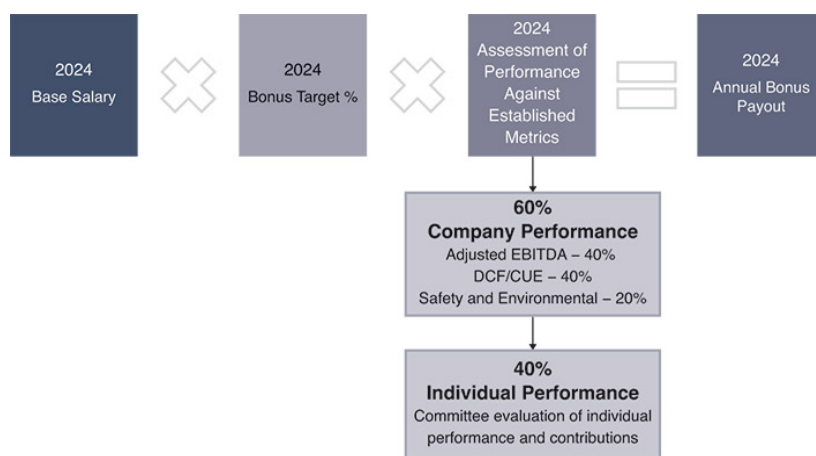 2024
Base Salary
2024
Bonus Target %
2024
Assessment of
Performance
Against
Established
Metrics
2024
Annual Bonus
Payout
60%
Company Performance
Adjusted EBITDA – 40%
DCF/CUE – 40%
Safety and Environmental – 20%
40%
Individual Performance
Committee evaluation of individual
performance and contributions